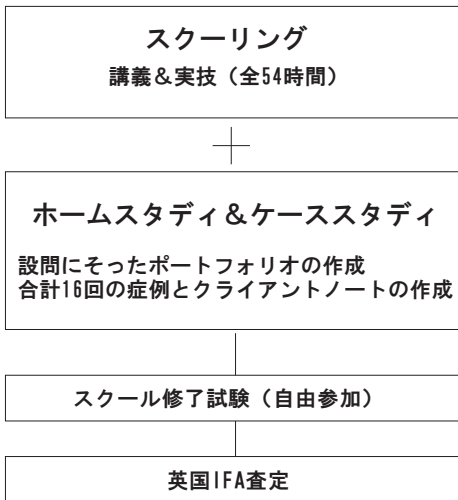 スクーリング
講義＆実技（全54時間）
＋
ホームスタディ＆ケーススタディ
設問にそったポートフォリオの作成
合計16回の症例とクライアントノートの作成
スクール修了試験（自由参加）
英国IFA査定